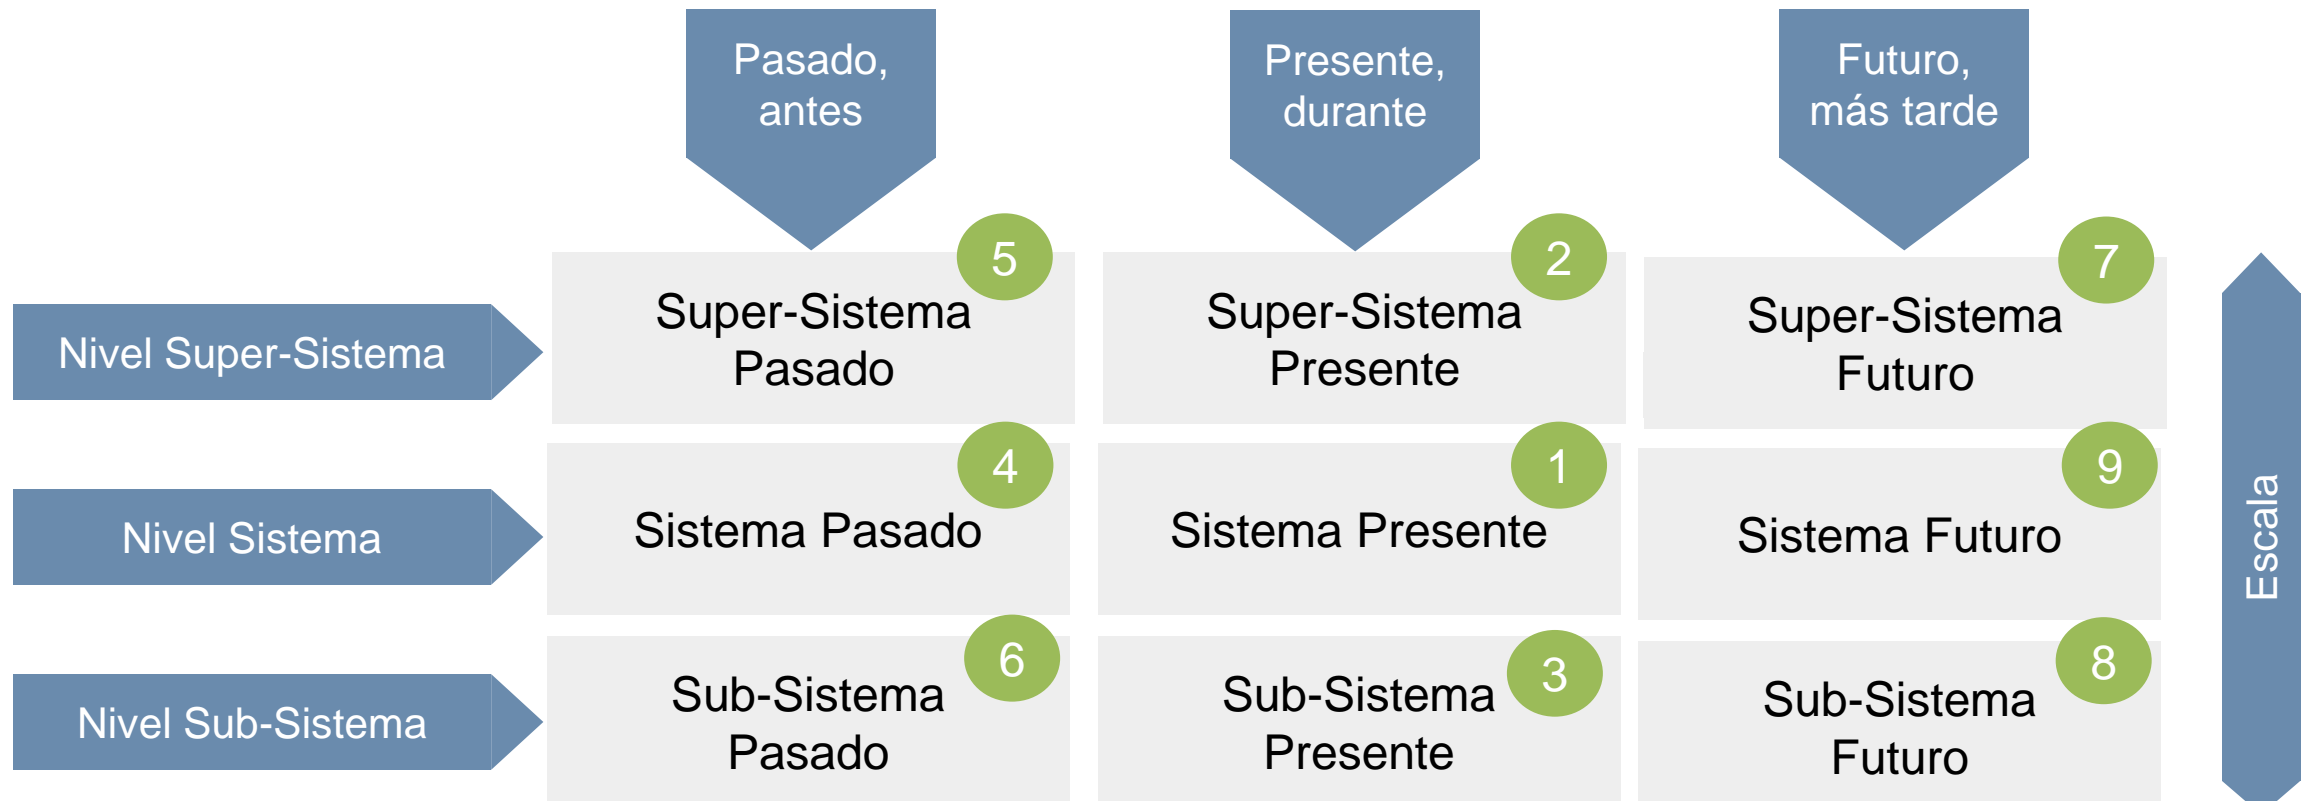 Pasado,
antes
Presente,
durante
Futuro,
más tarde
5
2
7
Nivel Super-Sistema
Super-Sistema
Pasado
Super-Sistema
Presente
Super-Sistema
Futuro
4
1
9
Nivel Sistema
Sistema Pasado
Sistema Presente
Sistema Futuro
Escala
6
3
8
Nivel Sub-Sistema
Sub-Sistema
Pasado
Sub-Sistema
Presente
Sub-Sistema
Futuro